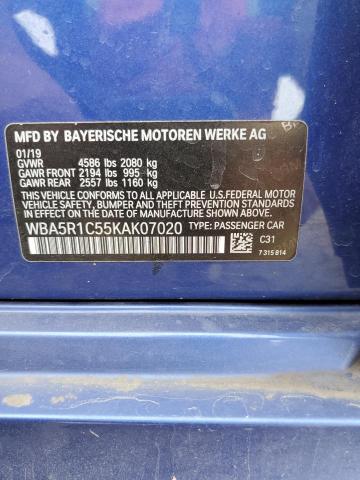 MFD BY BAYERISCHE MOTOREN WERKE AG
01/19
GVWR 4586 lbs 2080 kg
GAWR FRONT 2194 lbs 995 kg
GAWR REAR 2557 lbs 1160 kg
THIS VEHICLE CONFORMS TO ALL APPLICABLE U.S.FEDERAL MOTOR
VEHICLE SAFETY, BUMPER AND THEFT PREVENTION STANDARDS
IN EFFECT ON THE DATE OF MANUFACTURE SHOWN ABOVE.
WBA5R1C55KAK07020 TYPE: PASSENGER CAR
C31
7 315 814